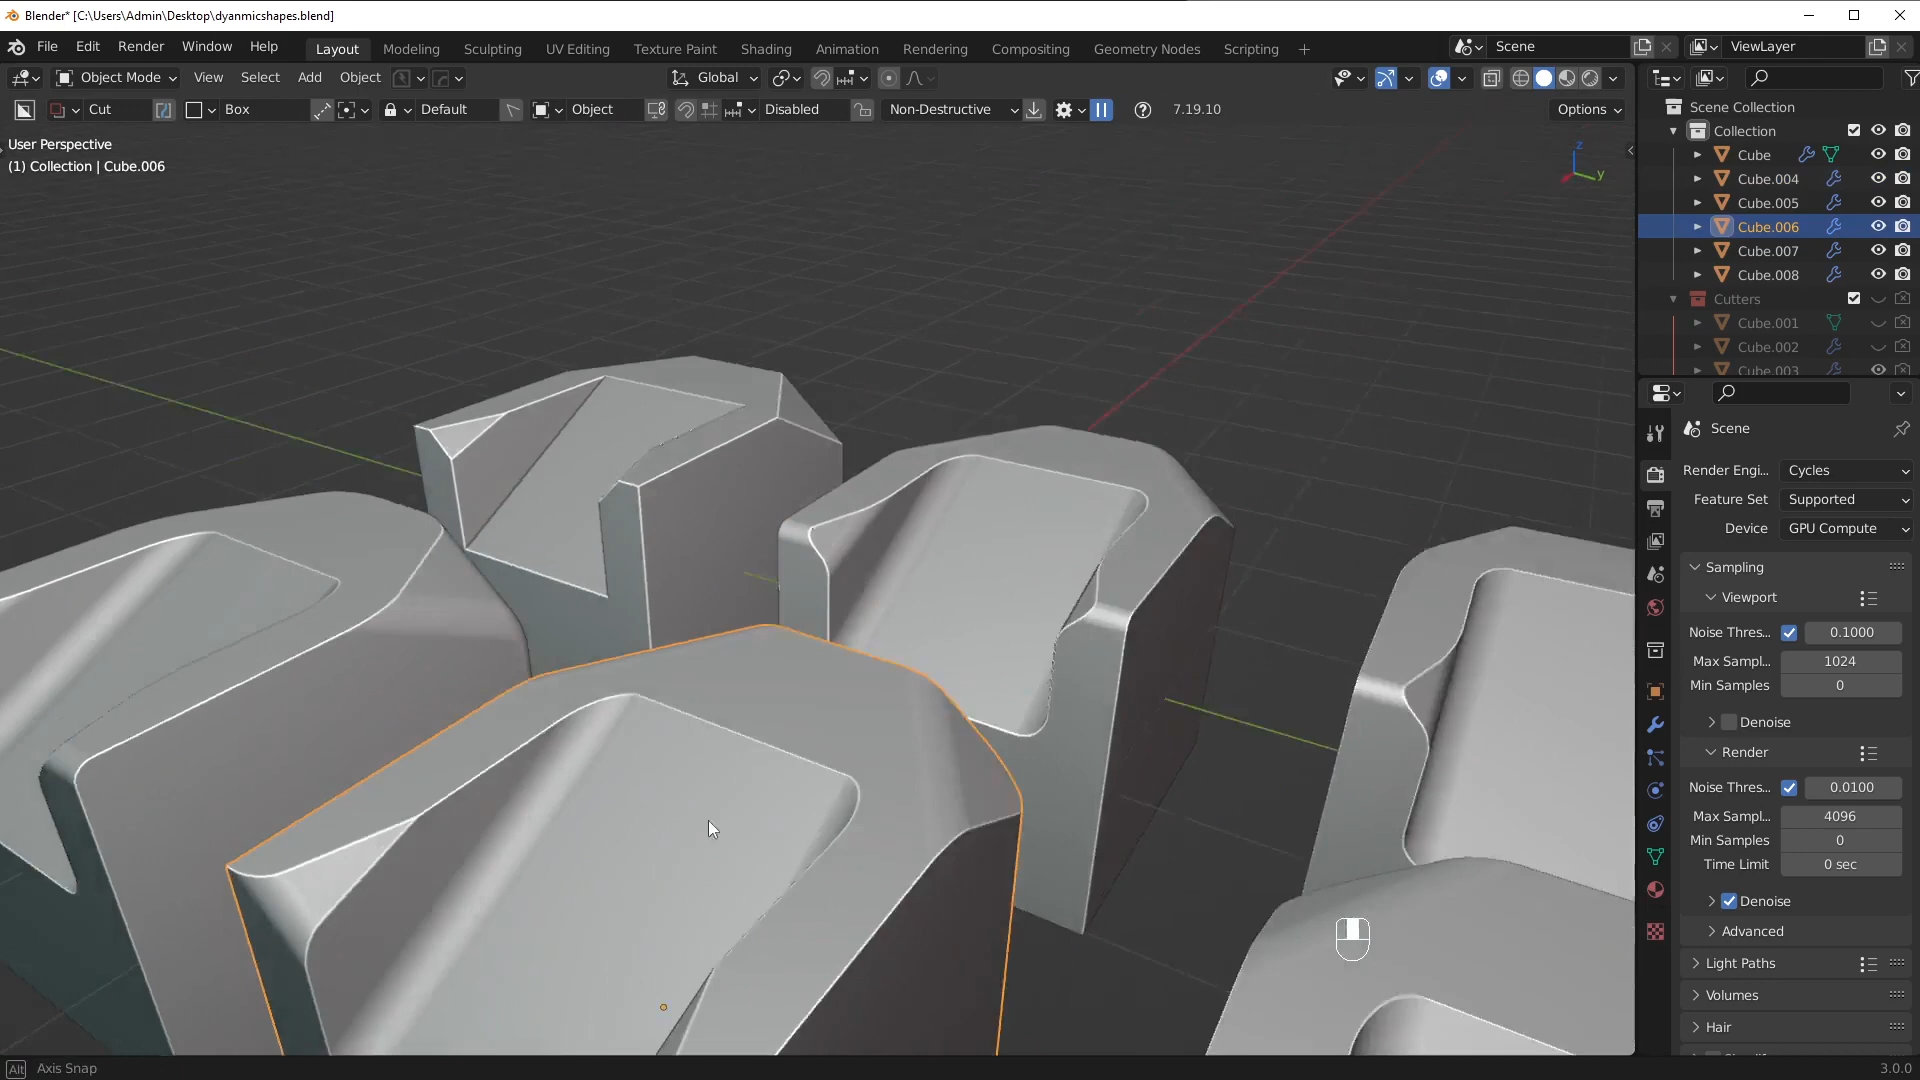 Blender* [C:\Users\Admin\Desktop\dyanmicshapes.blend]
File Edit Render Window Help
Layout Modeling Sculpting UV Editing Texture Paint Shading Animation Rendering Compositing Geometry Nodes Scripting +
Scene
ViewLayer
Object Mode View Select Add Object
Global
Cut Box Default Object Disabled Non-Destructive 7.19.10
Options
User Perspective
(1) Collection | Cube.006
z
y
Scene Collection
Collection
Cube
Cube.004
Cube.005
Cube.006
Cube.007
Cube.008
Cutters
Cube.001
Cube.002
Cube.003
Scene
Render Engi... Cycles
Feature Set Supported
Device GPU Compute
Sampling
Viewport
Noise Thres... 0.1000
Max Sampl... 1024
Min Samples 0
Denoise
Render
Noise Thres... 0.0100
Max Sampl... 4096
Min Samples 0
Time Limit 0 sec
Denoise
Advanced
Light Paths
Volumes
Hair
Alt Axis Snap
3.0.0